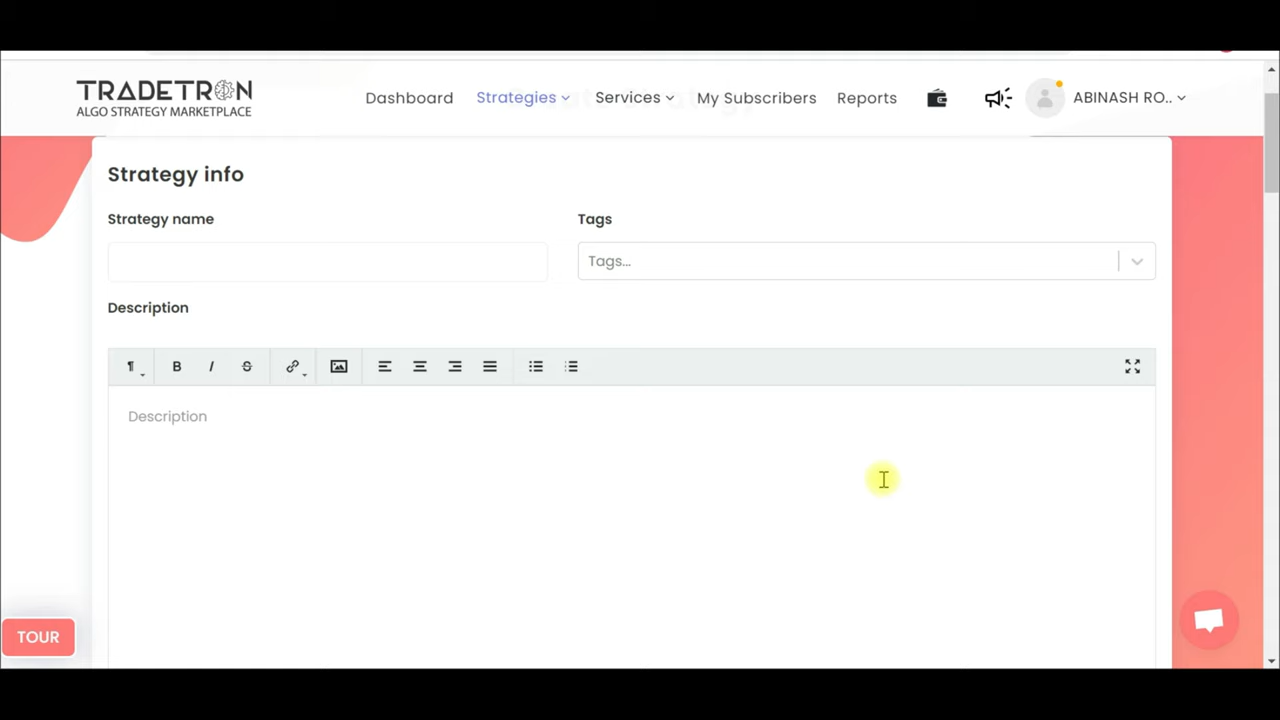 TRADETRON
ALGO STRATEGY MARKETPLACE
Dashboard
Strategies
Services
My Subscribers
Reports
ABINASH RO..
Strategy info
Strategy name
Tags
Tags...
Description
¶
B
I
S
Description
TOUR